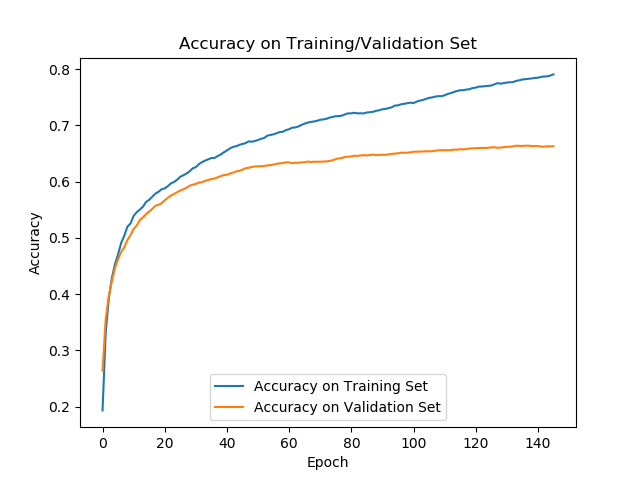 Accuracy on Training/Validation Set
0.8
0.7
0.6
0.5
0.4
0.3
0.2
Accuracy
Accuracy on Training Set
Accuracy on Validation Set
0 20 40 60 80 100 120 140
Epoch